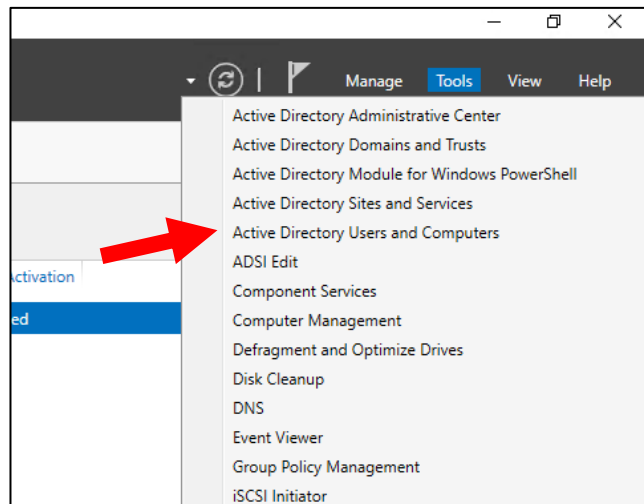 Manage Tools View Help
Active Directory Administrative Center
Active Directory Domains and Trusts
Active Directory Module for Windows PowerShell
Active Directory Sites and Services
Active Directory Users and Computers
ADSI Edit
ctivation
Component Services
ed
Computer Management
Defragment and Optimize Drives
Disk Cleanup
DNS
Event Viewer
Group Policy Management
iSCSI Initiator